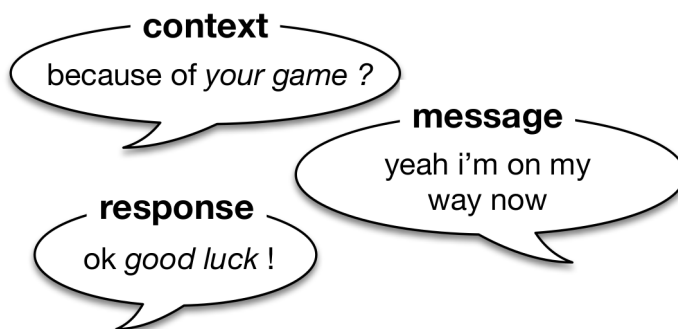 context
because of your game ?
message
yeah i'm on my
way now
response
ok good luck !